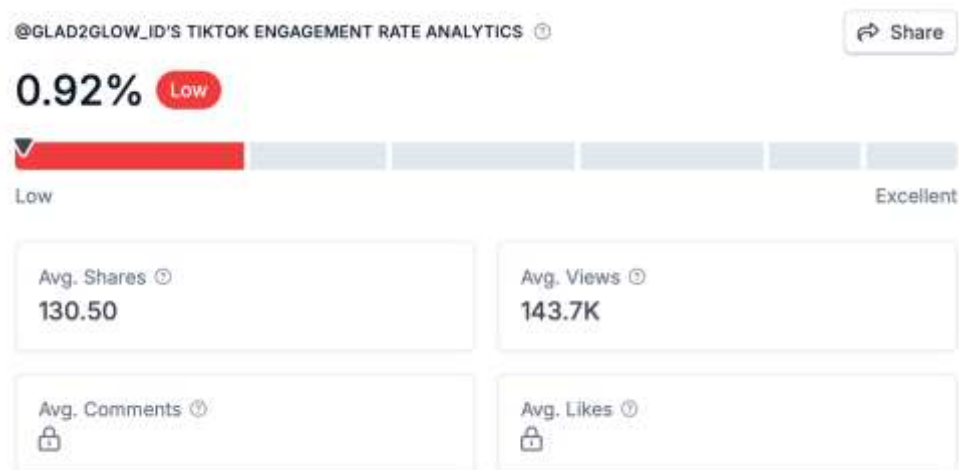 @GLAD2GLOW_ID'S TIKTOK ENGAGEMENT RATE ANALYTICS
Share
0.92% Low
Low Excellent
Avg. Shares
130.50
Avg. Views
143.7K
Avg. Comments
Avg. Likes